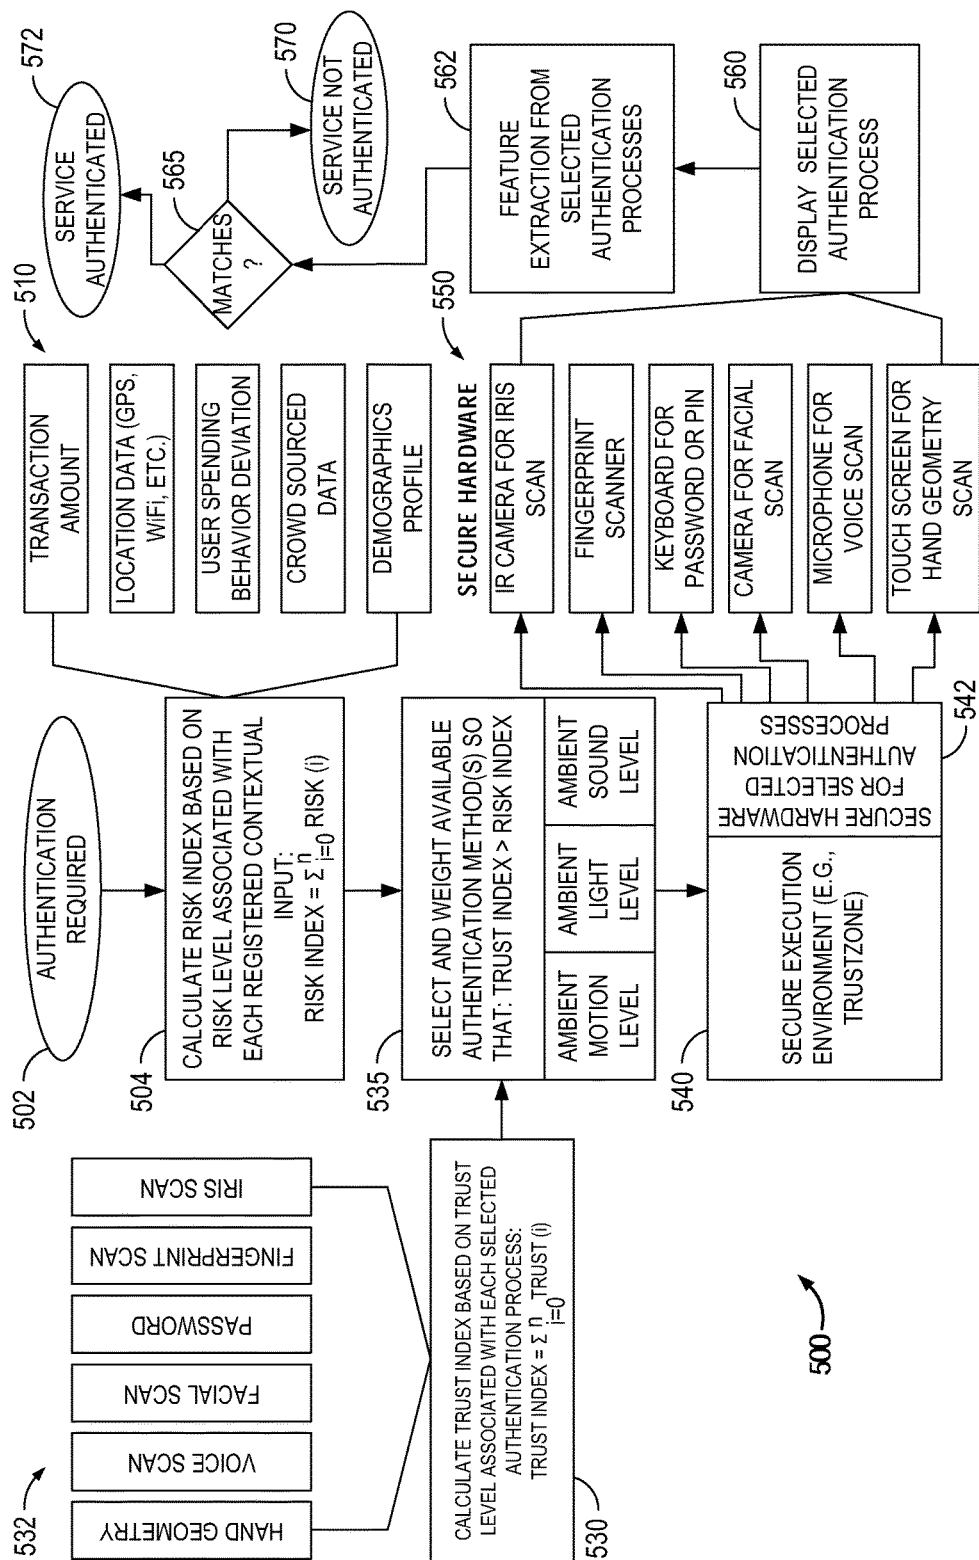 502
AUTHENTICATION
REQUIRED
504
CALCULATE RISK INDEX BASED ON
RISK LEVEL ASSOCIATED WITH
EACH REGISTERED CONTEXTUAL
INPUT:
RISK INDEX = Σ n i=0 RISK (i)
510
TRANSACTION
AMOUNT
LOCATION DATA (GPS,
WiFi, ETC.)
USER SPENDING
BEHAVIOR DEVIATION
CROWD SOURCED
DATA
DEMOGRAPHICS
PROFILE
532
HAND GEOMETRY
VOICE SCAN
FACIAL SCAN
PASSWORD
FINGERPRINT SCAN
IRIS SCAN
530
CALCULATE TRUST INDEX BASED ON TRUST
LEVEL ASSOCIATED WITH EACH SELECTED
AUTHENTICATION PROCESS:
TRUST INDEX = Σ n i=0 TRUST (i)
535
SELECT AND WEIGHT AVAILABLE
AUTHENTICATION METHOD(S) SO
THAT: TRUST INDEX > RISK INDEX
AMBIENT
MOTION
LEVEL
AMBIENT
LIGHT
LEVEL
AMBIENT
SOUND
LEVEL
540
SECURE EXECUTION
ENVIRONMENT (E.G.,
TRUSTZONE)
SECURE HARDWARE
FOR SELECTED
AUTHENTICATION
PROCESSES
542
550
SECURE HARDWARE
IR CAMERA FOR IRIS
SCAN
FINGERPRINT
SCANNER
KEYBOARD FOR
PASSWORD OR PIN
CAMERA FOR FACIAL
SCAN
MICROPHONE FOR
VOICE SCAN
TOUCH SCREEN FOR
HAND GEOMETRY
SCAN
560
DISPLAY SELECTED
AUTHENTICATION
PROCESS
562
FEATURE
EXTRACTION FROM
SELECTED
AUTHENTICATION
PROCESSES
565
MATCHES
?
570
SERVICE NOT
AUTHENTICATED
572
SERVICE
AUTHENTICATED
500